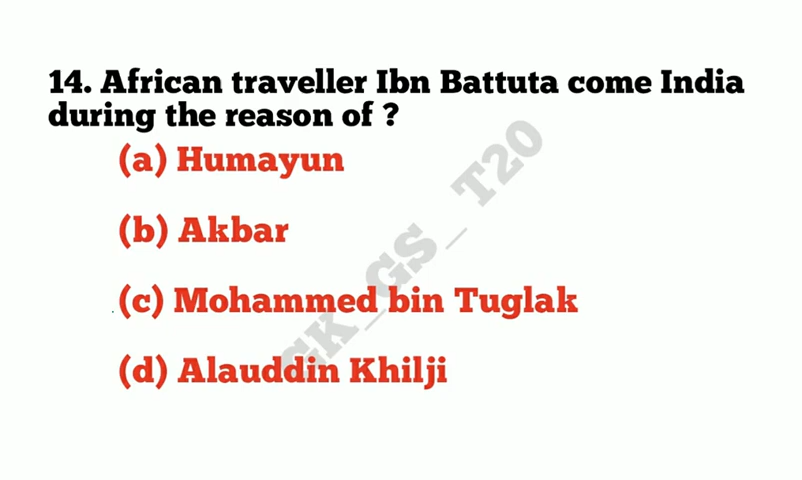 14. African traveller Ibn Battuta come India
during the reason of ?
(a) Humayun
(b) Akbar
(c) Mohammed bin Tuglak
(d) Alauddin Khilji
GK_GS_T20